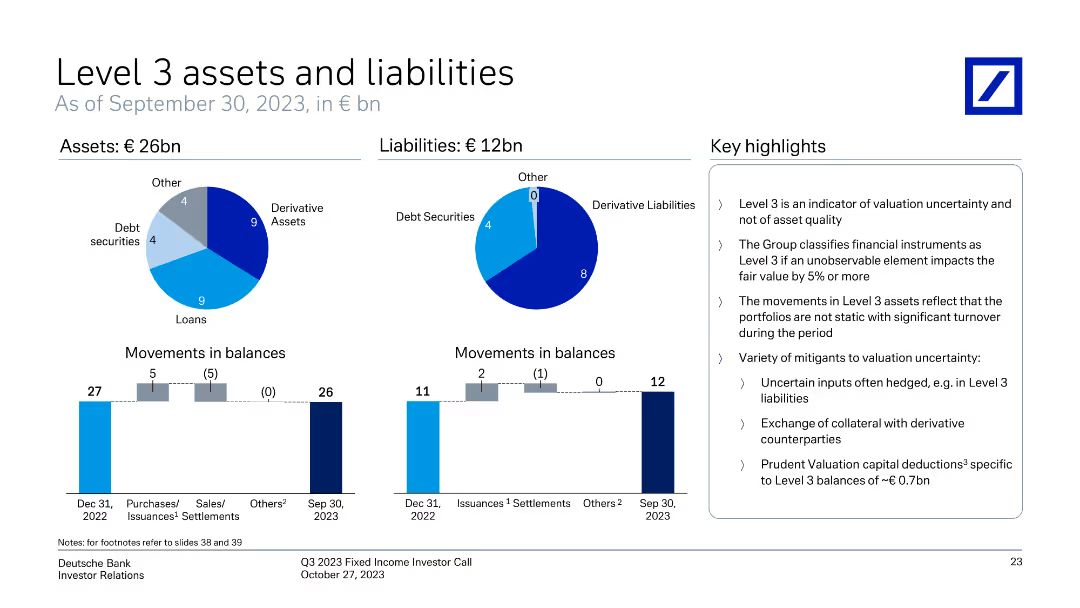 Level 3 assets and liabilities
As of September 30, 2023, in € bn
Assets: € 26bn
Other
4
Derivative
Assets
9
Debt
securities
4
9
Loans
Movements in balances
5
(5)
27
(0)
26
Dec 31,
2022
Purchases/
Issuances¹
Sales/
Settlements
Others²
Sep 30,
2023
Liabilities: € 12bn
Other
0
Derivative Liabilities
Debt Securities
4
8
Movements in balances
2
(1)
11
0
12
Dec 31,
2022
Issuances ¹
Settlements
Others ²
Sep 30,
2023
Key highlights
〉 Level 3 is an indicator of valuation uncertainty and
not of asset quality
〉 The Group classifies financial instruments as
Level 3 if an unobservable element impacts the
fair value by 5% or more
〉 The movements in Level 3 assets reflect that the
portfolios are not static with significant turnover
during the period
〉 Variety of mitigants to valuation uncertainty:
〉 Uncertain inputs often hedged, e.g. in Level 3
liabilities
〉 Exchange of collateral with derivative
counterparties
〉 Prudent Valuation capital deductions³ specific
to Level 3 balances of ~€ 0.7bn
Notes: for footnotes refer to slides 38 and 39
Deutsche Bank
Investor Relations
Q3 2023 Fixed Income Investor Call
October 27, 2023
23